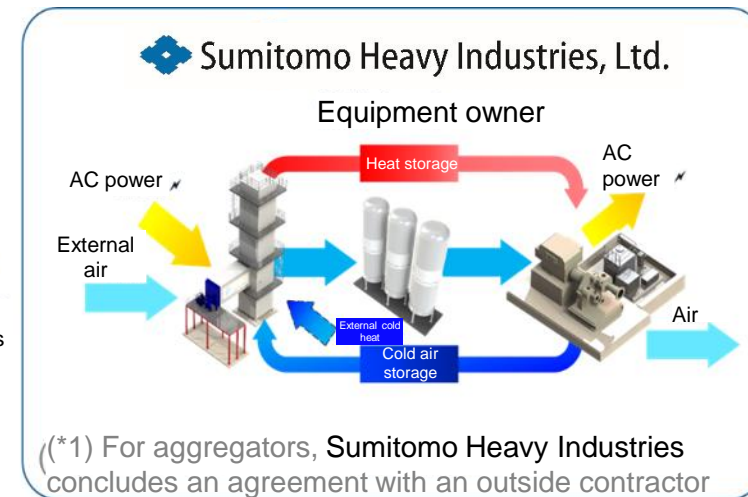 Sumitomo Heavy Industries, Ltd.
Equipment owner
Heat storage
AC
power
AC power
External
air
External cold
heat
Air
Cold air
storage
s
(*1) For aggregators, Sumitomo Heavy Industries
(concludes an agreement with an outside contractor